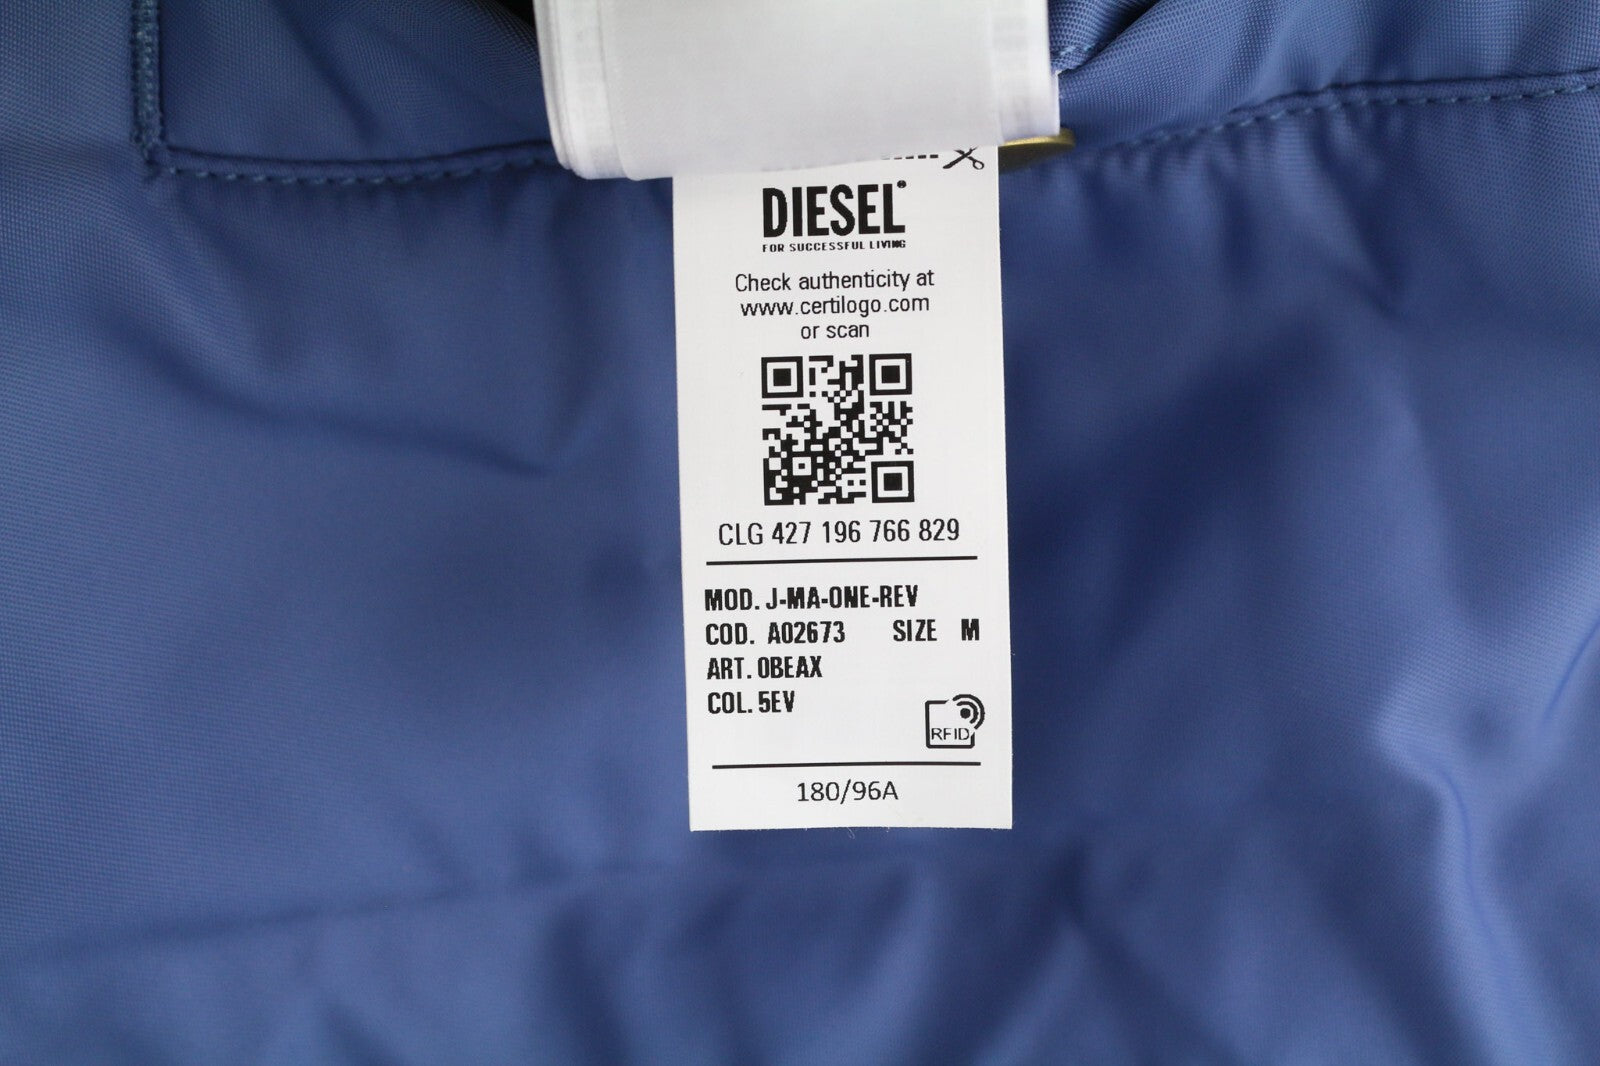 DIESEL
FOR SUCCESSFUL LIVING
Check authenticity at
www.certilogo.com
or scan
CLG 427 196 766 829
MOD. J-MA-ONE-REV
COD. A02673 SIZE M
ART. 0BEAX
COL. 5EV
RFID
180/96A